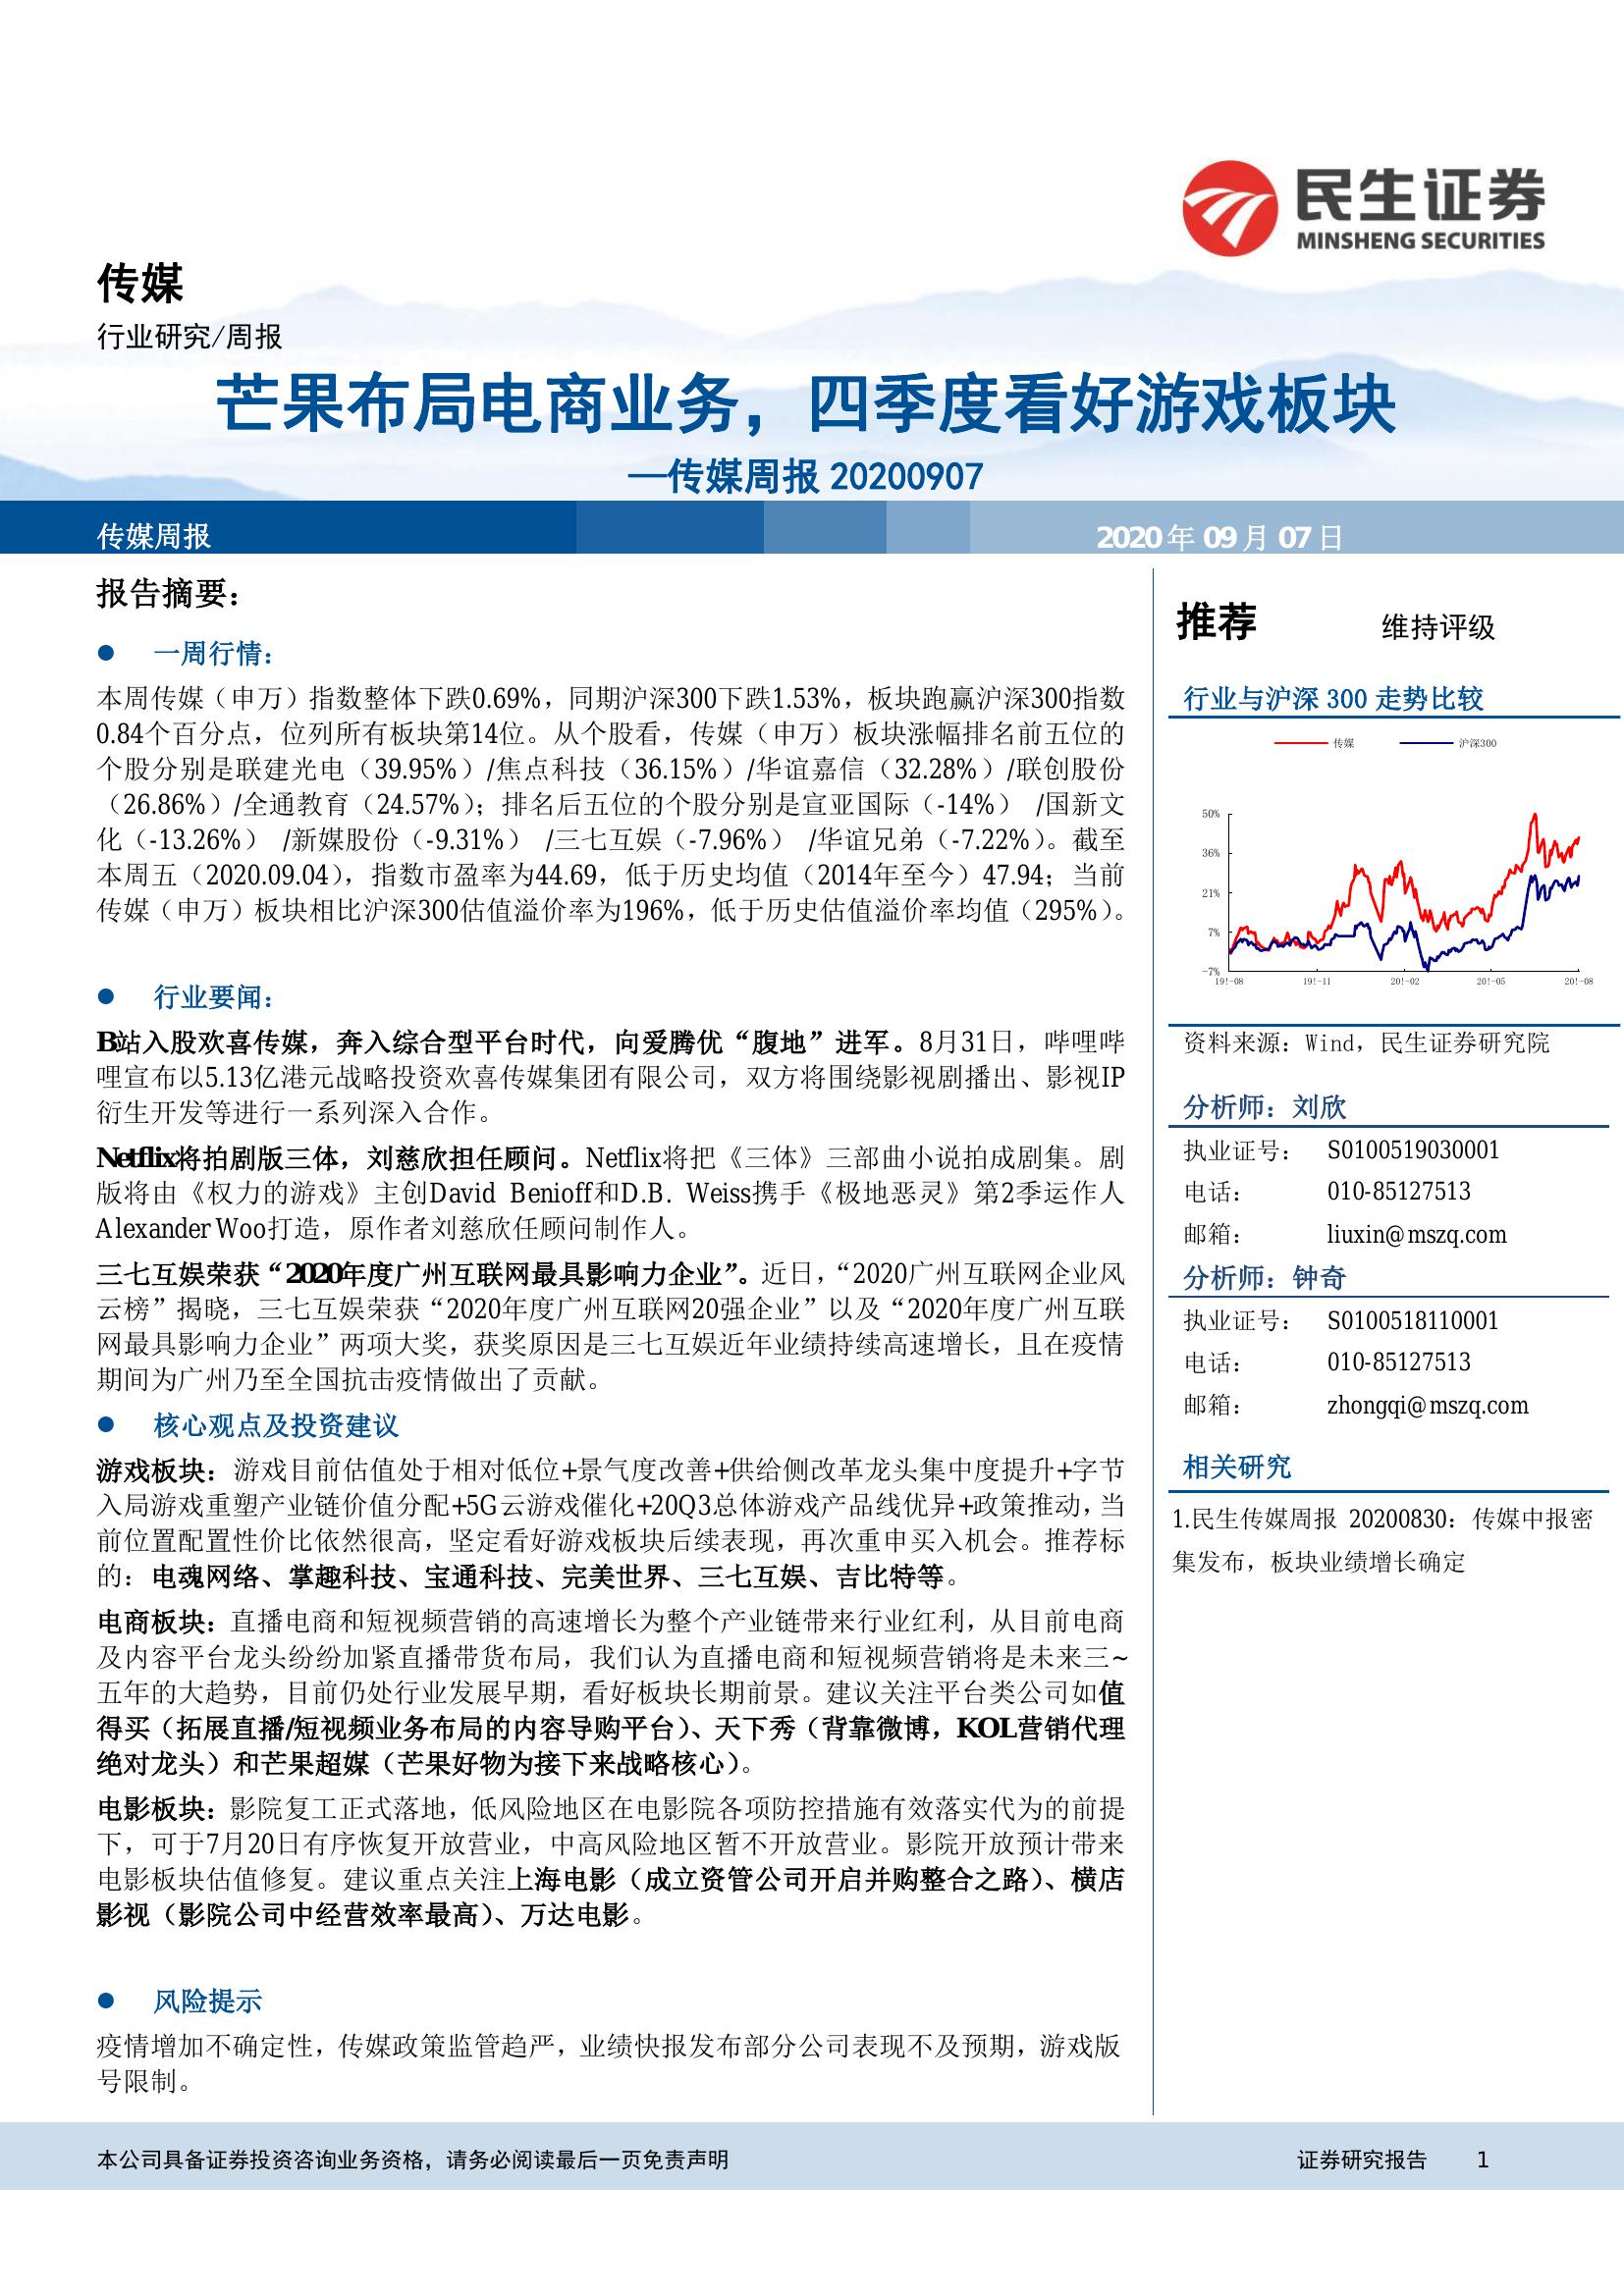 民生证券
MINSHENG SECURITIES
传媒
行业研究/周报
芒果布局电商业务，四季度看好游戏板块
—传媒周报 20200907
传媒周报
2020 年 09 月 07 日
报告摘要：
● 一周行情：
本周传媒（申万）指数整体下跌0.69%，同期沪深300下跌1.53%，板块跑赢沪深300指数
0.84个百分点，位列所有板块第14位。从个股看，传媒（申万）板块涨幅排名前五位的
个股分别是联建光电（39.95%）/焦点科技（36.15%）/华谊嘉信（32.28%）/联创股份
（26.86%）/全通教育（24.57%）；排名后五位的个股分别是宣亚国际（-14%） /国新文
化（-13.26%） /新媒股份（-9.31%） /三七互娱（-7.96%） /华谊兄弟（-7.22%）。截至
本周五（2020.09.04），指数市盈率为44.69，低于历史均值（2014年至今）47.94；当前
传媒（申万）板块相比沪深300估值溢价率为196%，低于历史估值溢价率均值（295%）。
● 行业要闻：
B站入股欢喜传媒，奔入综合型平台时代，向爱腾优“腹地”进军。8月31日，哔哩哔
哩宣布以5.13亿港元战略投资欢喜传媒集团有限公司，双方将围绕影视剧播出、影视IP
衍生开发等进行一系列深入合作。
Netflix将拍剧版三体，刘慈欣担任顾问。Netflix将把《三体》三部曲小说拍成剧集。剧
版将由《权力的游戏》主创David Benioff和D.B. Weiss携手《极地恶灵》第2季运作人
Alexander Woo打造，原作者刘慈欣任顾问制作人。
三七互娱荣获“2020年度广州互联网最具影响力企业”。近日，“2020广州互联网企业风
云榜”揭晓，三七互娱荣获“2020年度广州互联网20强企业”以及“2020年度广州互联
网最具影响力企业”两项大奖，获奖原因是三七互娱近年业绩持续高速增长，且在疫情
期间为广州乃至全国抗击疫情做出了贡献。
● 核心观点及投资建议
游戏板块：游戏目前估值处于相对低位+景气度改善+供给侧改革龙头集中度提升+字节
入局游戏重塑产业链价值分配+5G云游戏催化+20Q3总体游戏产品线优异+政策推动，当
前位置配置性价比依然很高，坚定看好游戏板块后续表现，再次重申买入机会。推荐标
的：电魂网络、掌趣科技、宝通科技、完美世界、三七互娱、吉比特等。
电商板块：直播电商和短视频营销的高速增长为整个产业链带来行业红利，从目前电商
及内容平台龙头纷纷加紧直播带货布局，我们认为直播电商和短视频营销将是未来三~
五年的大趋势，目前仍处行业发展早期，看好板块长期前景。建议关注平台类公司如值
得买（拓展直播/短视频业务布局的内容导购平台）、天下秀（背靠微博，KOL营销代理
绝对龙头）和芒果超媒（芒果好物为接下来战略核心）。
电影板块：影院复工正式落地，低风险地区在电影院各项防控措施有效落实代为的前提
下，可于7月20日有序恢复开放营业，中高风险地区暂不开放营业。影院开放预计带来
电影板块估值修复。建议重点关注上海电影（成立资管公司开启并购整合之路）、横店
影视（影院公司中经营效率最高）、万达电影。
● 风险提示
疫情增加不确定性，传媒政策监管趋严，业绩快报发布部分公司表现不及预期，游戏版
号限制。
推荐 维持评级
行业与沪深 300 走势比较
传媒 沪深300
50%
36%
21%
7%
-7%
19!-08 19!-11 20!-02 20!-05 20!-08
资料来源：Wind，民生证券研究院
分析师：刘欣
执业证号： S0100519030001
电话： 010-85127513
邮箱： liuxin@mszq.com
分析师：钟奇
执业证号： S0100518110001
电话： 010-85127513
邮箱： zhongqi@mszq.com
相关研究
1.民生传媒周报 20200830：传媒中报密
集发布，板块业绩增长确定
本公司具备证券投资咨询业务资格，请务必阅读最后一页免责声明
证券研究报告 1